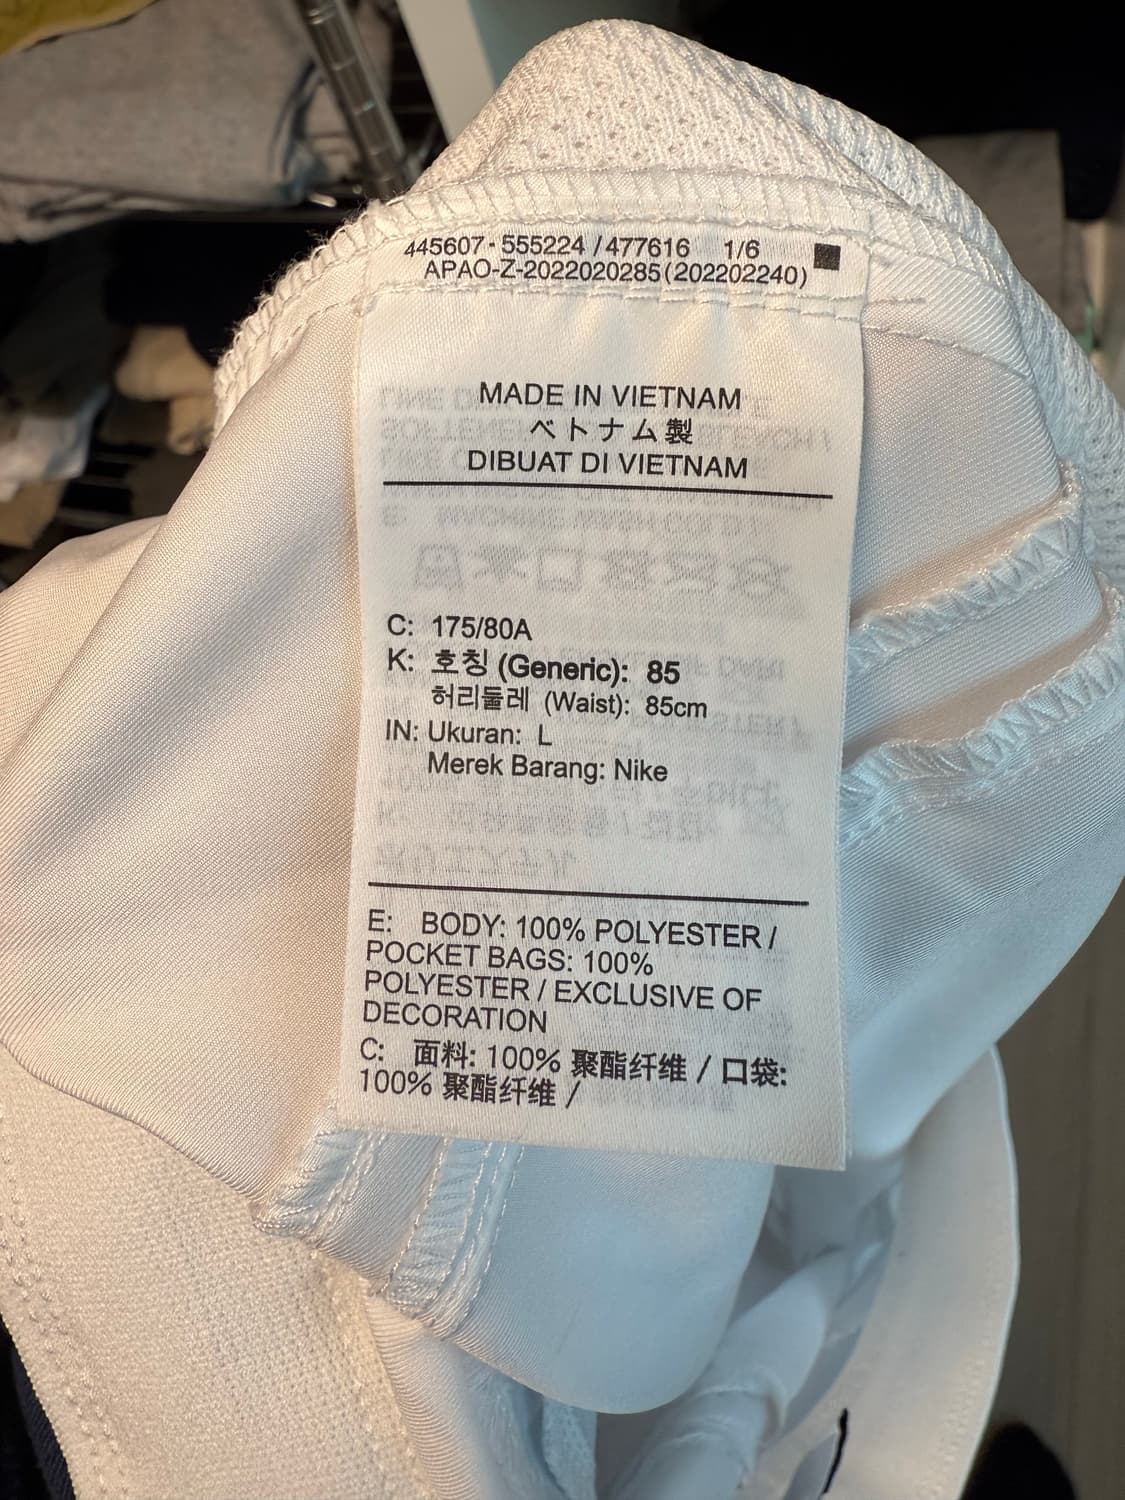 445607-555224 / 477616 1/6
APAO-Z-2022020285(202202240)
MADE IN VIETNAM
ベトナム製
DIBUAT DI VIETNAM
C: 175/80A
K: 호칭 (Generic): 85
허리둘레 (Waist): 85cm
IN: Ukuran: L
Merek Barang: Nike
E: BODY: 100% POLYESTER /
POCKET BAGS: 100%
POLYESTER / EXCLUSIVE OF
DECORATION
C: 面料: 100% 聚酯纤维 / 口袋:
100% 聚酯纤维 /